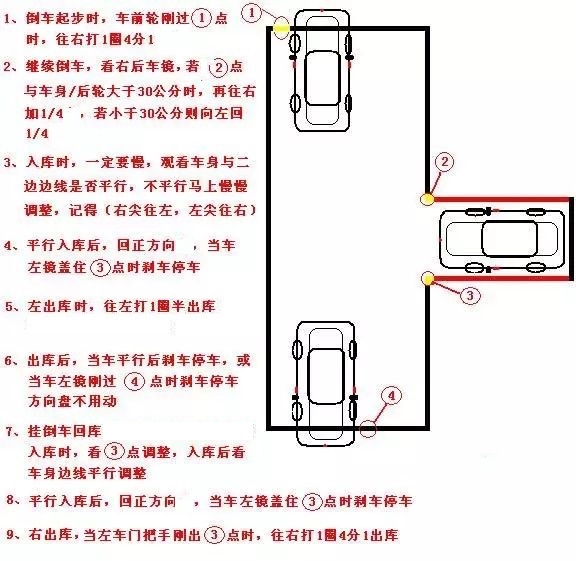 1、倒车起步时，车前轮刚过①点
时，往右打1圈4分1
①
2、继续倒车，看右后车镜，若 ②点
与车身/后轮大于30公分时，再往右
加1/4 ，若小于30公分则向左回
1/4
3、入库时，一定要慢，观看车身与二
边边线是否平行，不平行马上慢慢
调整，记得（右尖往左，左尖往右）
②
4、平行入库后，回正方向 ，当车
左镜盖住③点时刹车停车
③
5、左出库时，往左打1圈半出库
6、出库后，当车平行后刹车停车，或
当车左镜刚过 ④ 点时刹车停车
方向盘不用动
④
7、挂倒车回库
入库时，看③点调整，入库后看
车身边线平行调整
8、平行入库后，回正方向 ，当车左镜盖住③点时刹车停车
9、右出库，当左车门把手刚出③点时，往右打1圈4分1出库